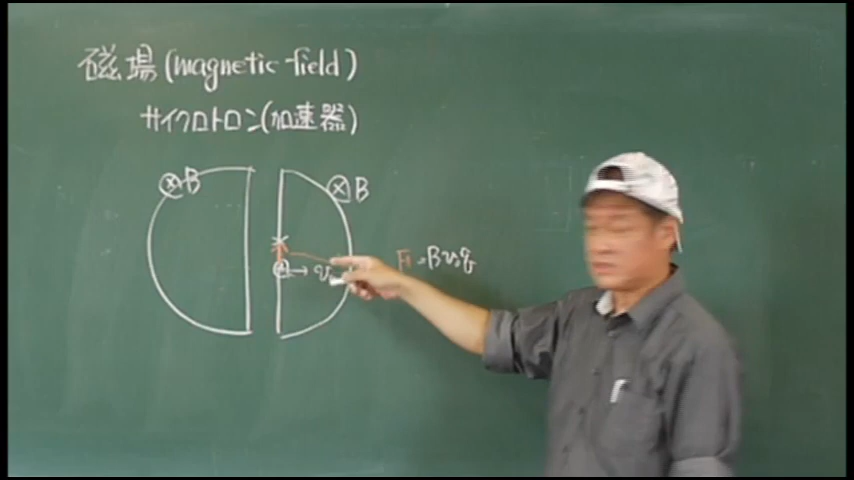 磁場(magnetic field)
サイクロトロン(加速器)
⊗B
⊗B
F = Bvq